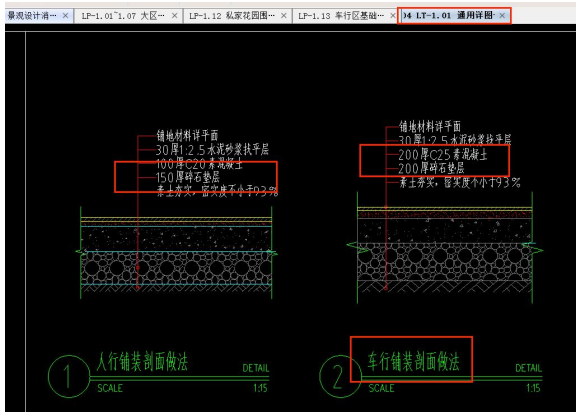 景观设计消… × LP-1.01~1.07 大区… × LP-1.12 私家花园围… × LP-1.13 车行区基础… × 04 LT-1.01 通用详图 ×
铺地材料详平面
30厚1:2.5水泥砂浆找平层
100厚C20素混凝土
150厚碎石垫层
素土夯实,密实度不小于93%
铺地材料详平面
30厚1:2.5水泥砂浆找平层
200厚C25素混凝土
200厚碎石垫层
素土夯实,密实度不小于93%
1 人行铺装剖面做法 DETAIL
SCALE 1:15
2 车行铺装剖面做法 DETAIL
SCALE 1:15